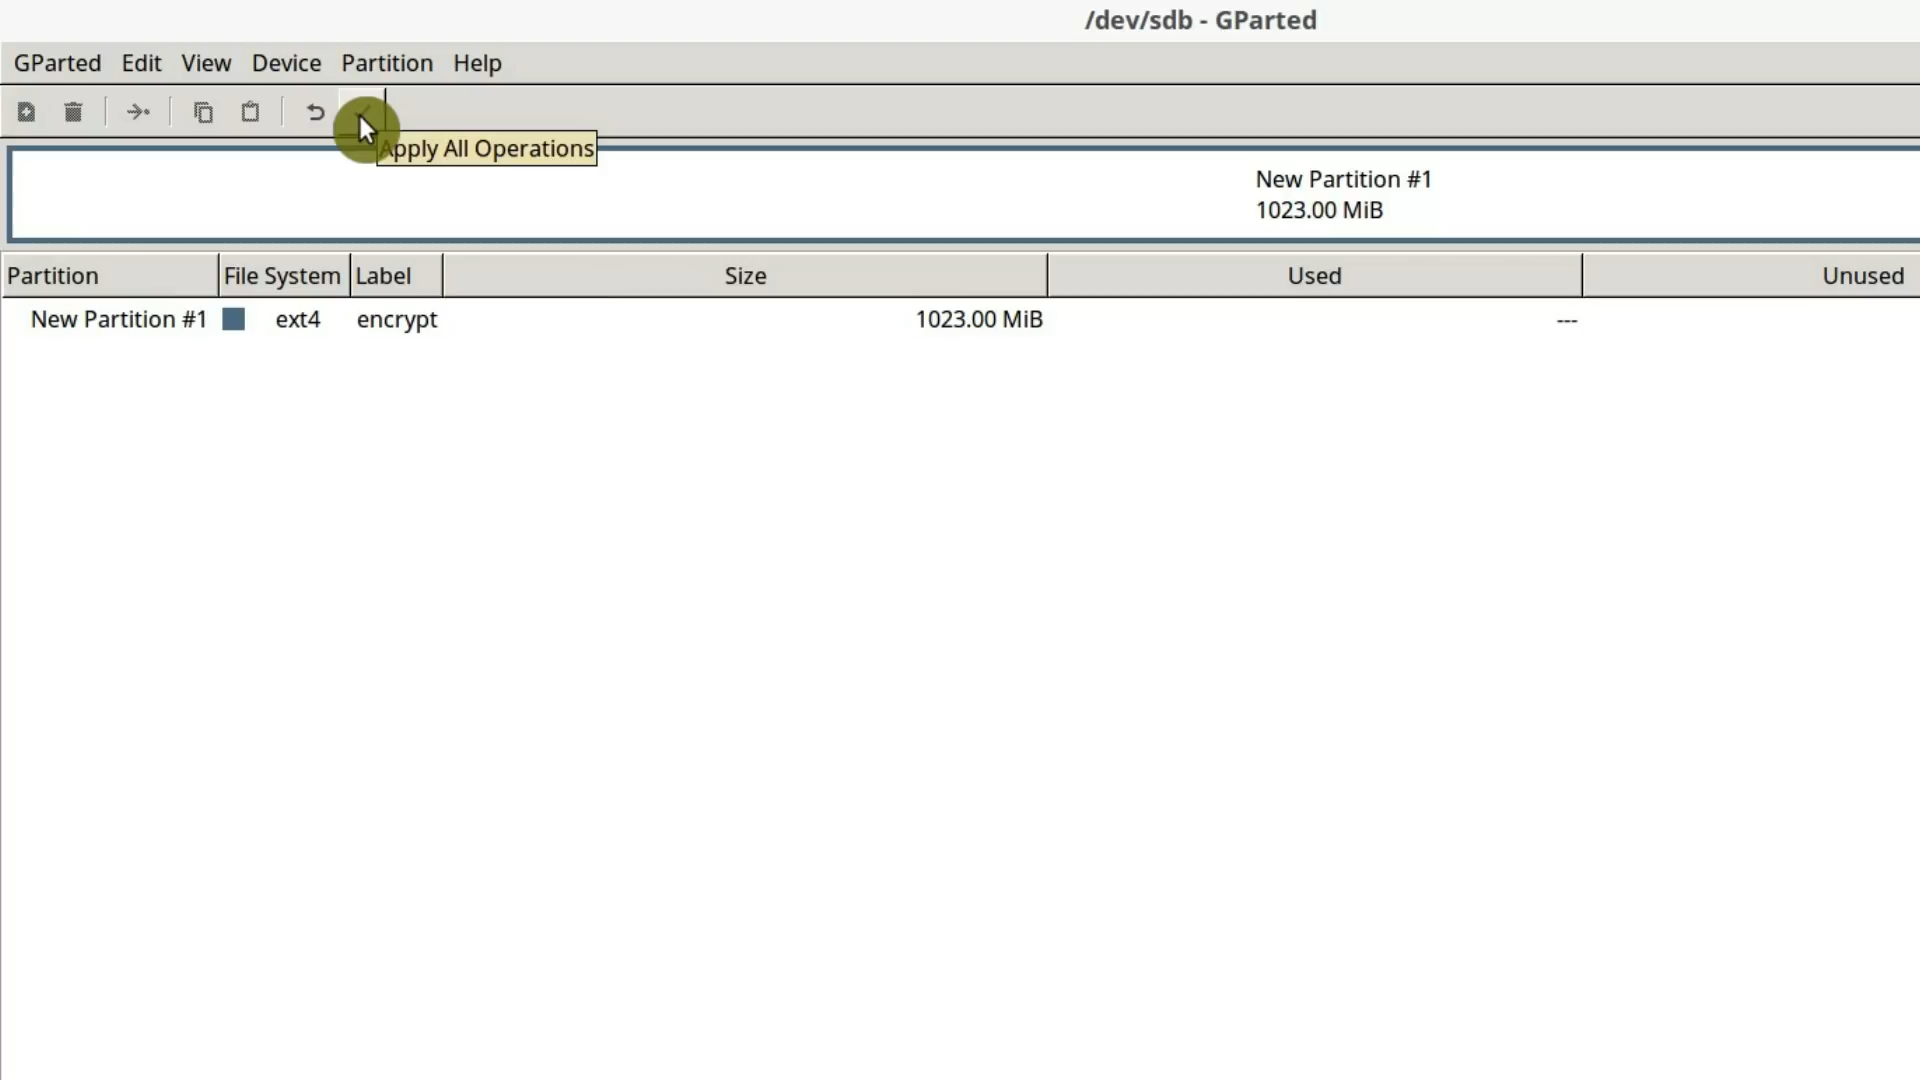 /dev/sdb - GParted
GParted Edit View Device Partition Help
Apply All Operations
New Partition #1
1023.00 MiB
Partition File System Label Size Used Unused
New Partition #1 ext4 encrypt 1023.00 MiB ---